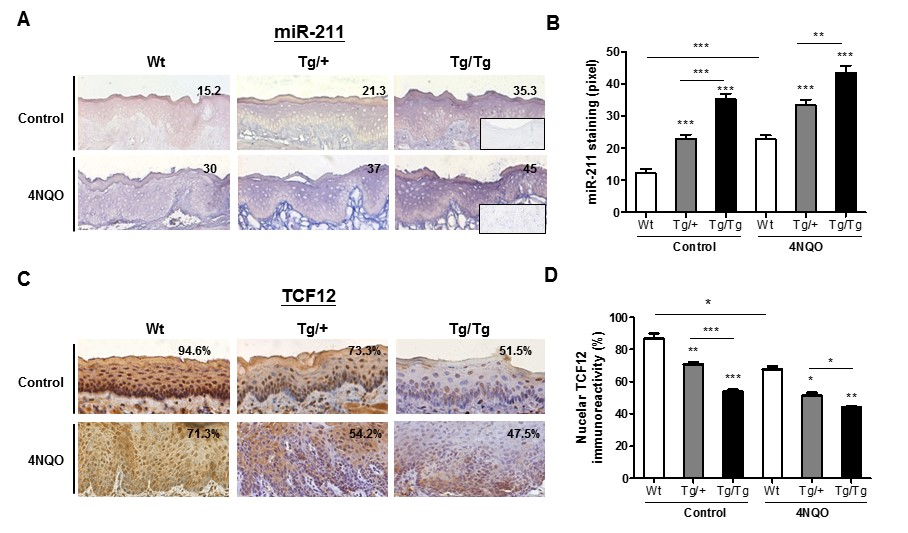 A
miR-211
Wt Tg/+ Tg/Tg
Control 15.2 21.3 35.3
4NQO 30 37 45
B
miR-211 staining (pixel)
50
40
30
20
10
0
*** *** *** *** *** ** ***
Wt Tg/+ Tg/Tg Wt Tg/+ Tg/Tg
Control 4NQO
C
TCF12
Wt Tg/+ Tg/Tg
Control 94.6% 73.3% 51.5%
4NQO 71.3% 54.2% 47.5%
D
Nucelar TCF12
immunoreactivity (%)
100
80
60
40
20
0
* *** ** *** * * **
Wt Tg/+ Tg/Tg Wt Tg/+ Tg/Tg
Control 4NQO